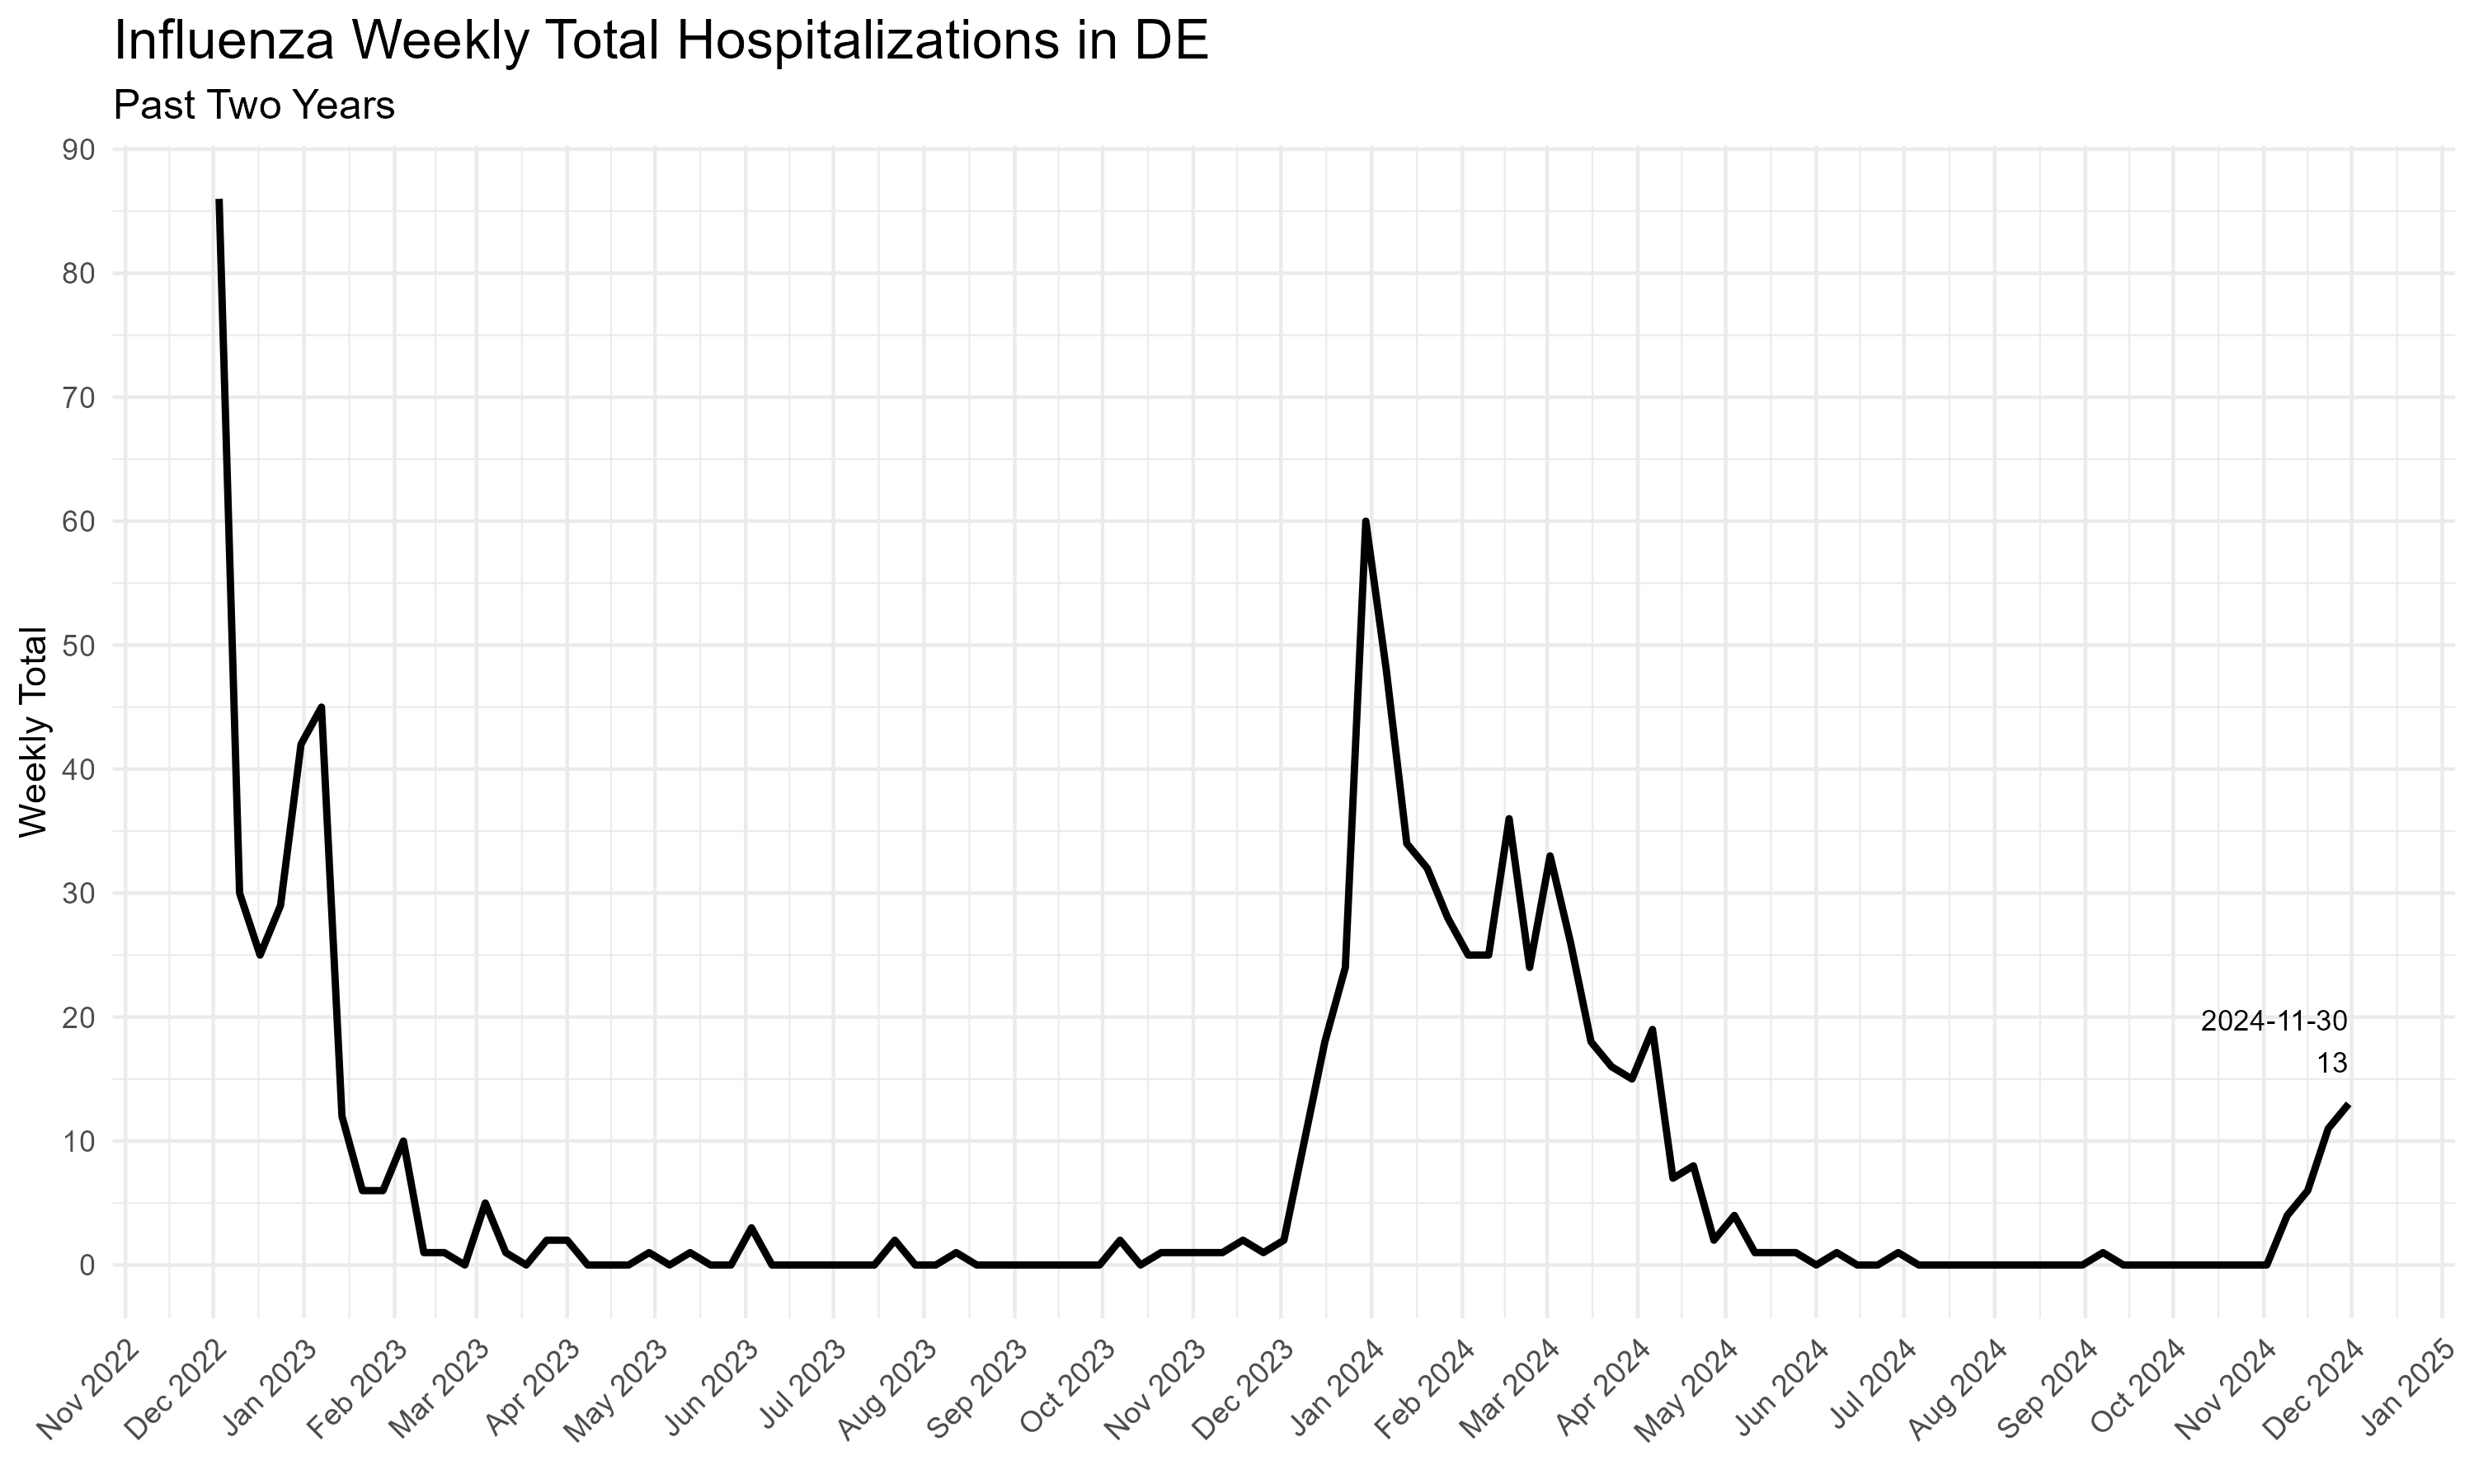 Influenza Weekly Total Hospitalizations in DE
Past Two Years
Weekly Total
90
80
70
60
50
40
30
20
10
0
2024-11-30
13
Nov 2022
Dec 2022
Jan 2023
Feb 2023
Mar 2023
Apr 2023
May 2023
Jun 2023
Jul 2023
Aug 2023
Sep 2023
Oct 2023
Nov 2023
Dec 2023
Jan 2024
Feb 2024
Mar 2024
Apr 2024
May 2024
Jun 2024
Jul 2024
Aug 2024
Sep 2024
Oct 2024
Nov 2024
Dec 2024
Jan 2025